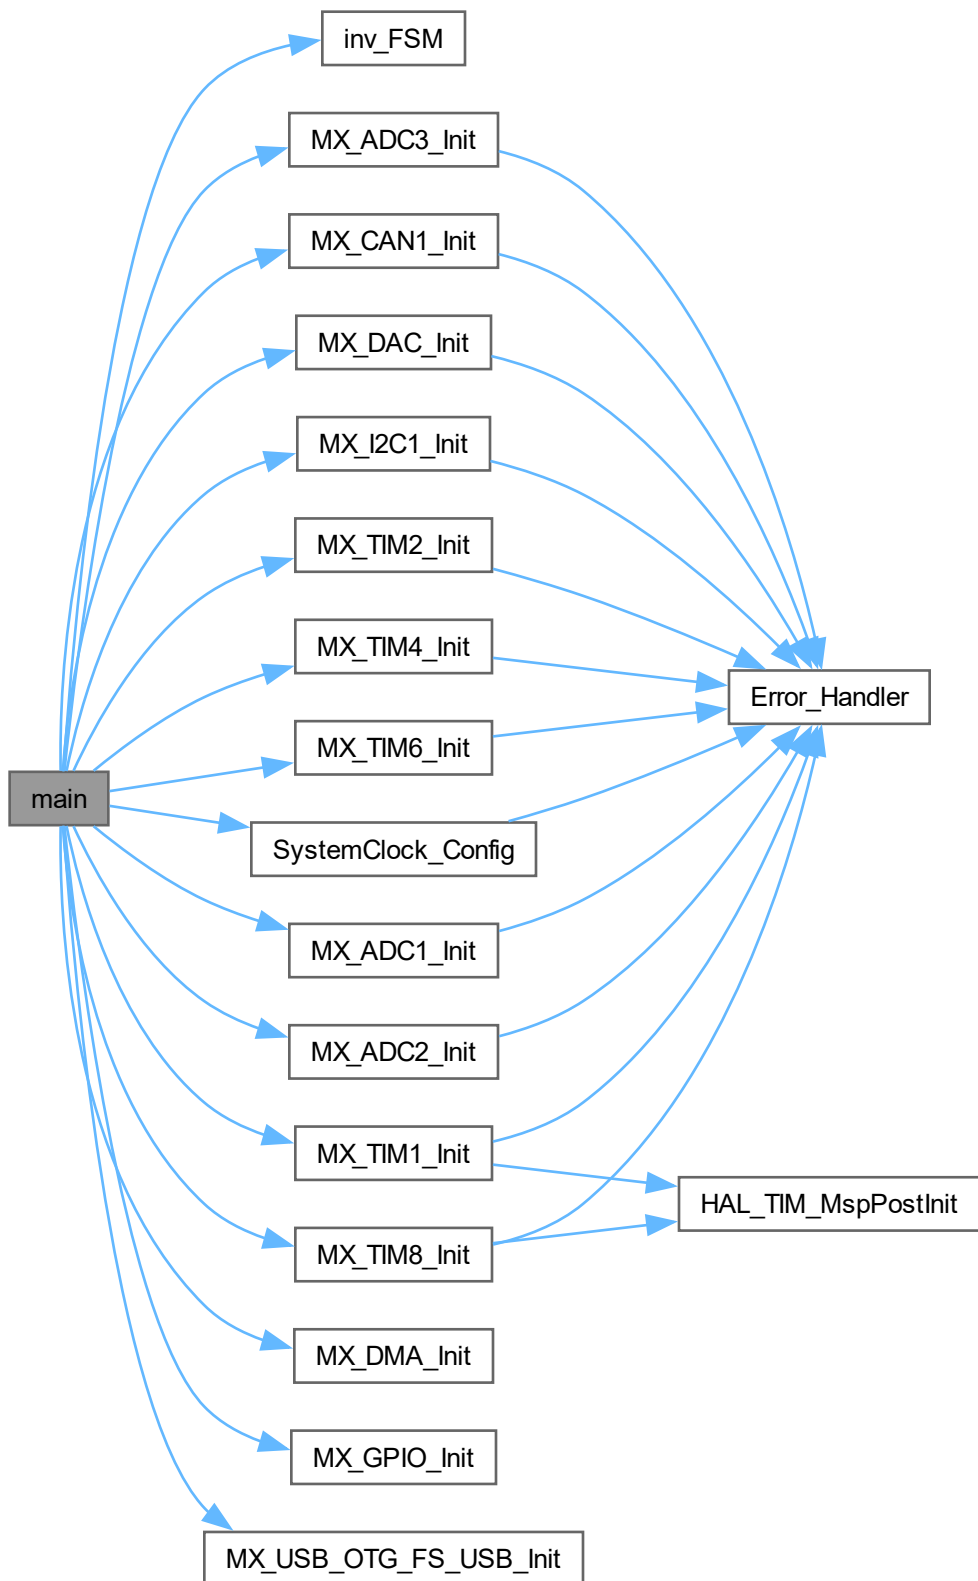 inv_FSM
MX_ADC3_Init
MX_CAN1_Init
MX_DAC_Init
MX_I2C1_Init
MX_TIM2_Init
MX_TIM4_Init
Error_Handler
MX_TIM6_Init
main
SystemClock_Config
MX_ADC1_Init
MX_ADC2_Init
MX_TIM1_Init
HAL_TIM_MspPostInit
MX_TIM8_Init
MX_DMA_Init
MX_GPIO_Init
MX_USB_OTG_FS_USB_Init